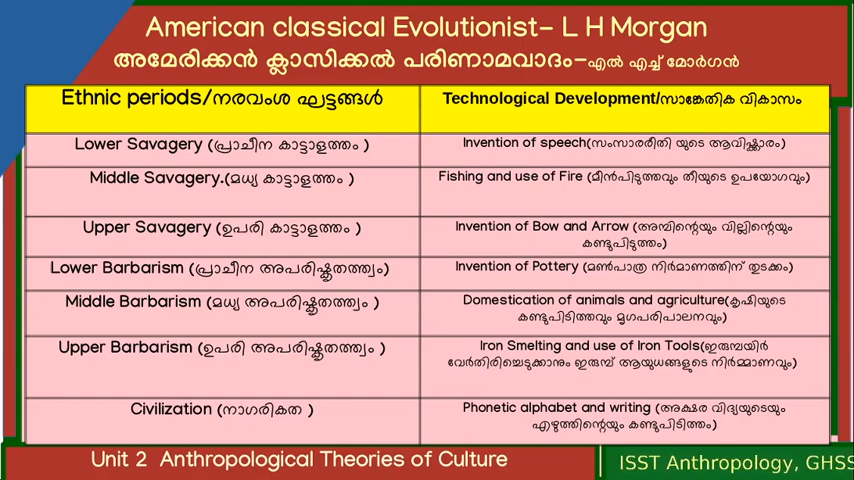 American classical Evolutionist- L H Morgan
അമേരിക്കൻ ക്ലാസിക്കൽ പരിണാമവാദം-എൽ എച്ച് മോർഗൻ
Ethnic periods/നരവംശ ഘട്ടങ്ങൾ
Technological Development/സാങ്കേതിക വികാസം
Lower Savagery (പ്രാചീന കാട്ടാളത്തം )
Invention of speech(സംസാരരീതി യുടെ ആവിഷ്ക്കാരം)
Middle Savagery.(മധ്യ കാട്ടാളത്തം )
Fishing and use of Fire (മീൻപിടുത്തവും തീയുടെ ഉപയോഗവും)
Upper Savagery (ഉപരി കാട്ടാളത്തം )
Invention of Bow and Arrow (അമ്പിന്റെയും വില്ലിന്റെയും
കണ്ടുപിടുത്തം)
Lower Barbarism (പ്രാചീന അപരിഷ്കൃതത്ത്വം)
Invention of Pottery (മൺപാത്ര നിർമാണത്തിന് തുടക്കം)
Middle Barbarism (മധ്യ അപരിഷ്കൃതത്ത്വം )
Domestication of animals and agriculture(കൃഷിയുടെ
കണ്ടുപിടിത്തവും മൃഗപരിപാലനവും)
Upper Barbarism (ഉപരി അപരിഷ്കൃതത്ത്വം )
Iron Smelting and use of Iron Tools(ഇരുമ്പയിർ
വേർതിരിച്ചെടുക്കാനും ഇരുമ്പ് ആയുധങ്ങളുടെ നിർമ്മാണവും)
Civilization (നാഗരികത )
Phonetic alphabet and writing (അക്ഷര വിദ്യയുടെയും
എഴുത്തിന്റെയും കണ്ടുപിടിത്തം)
Unit 2 Anthropological Theories of Culture
ISST Anthropology, GHSS